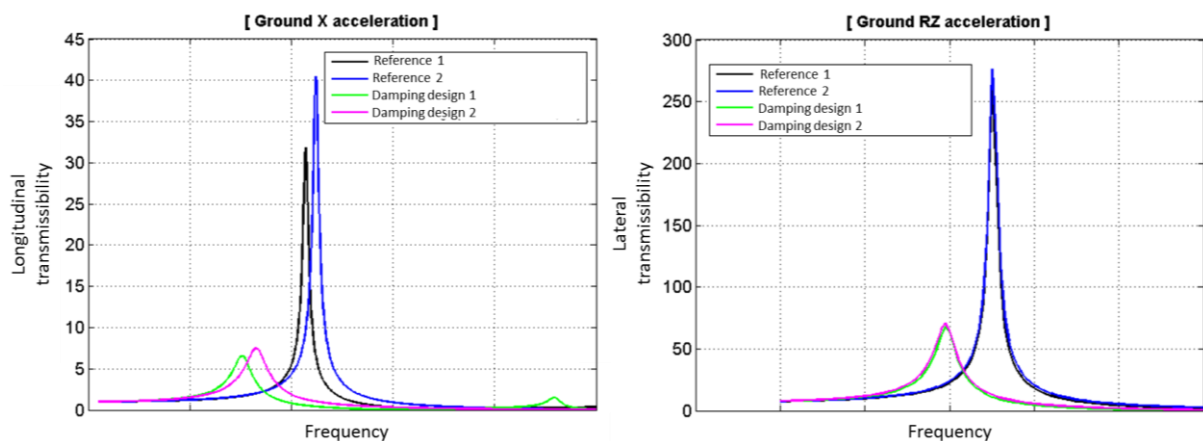 [ Ground X acceleration ]
45
40
35
30
25
20
15
10
5
0
Longitudinal
transmissibility
Reference 1
Reference 2
Damping design 1
Damping design 2
Frequency
[ Ground RZ acceleration ]
300
250
200
150
100
50
0
Lateral
transmissibility
Reference 1
Reference 2
Damping design 1
Damping design 2
Frequency